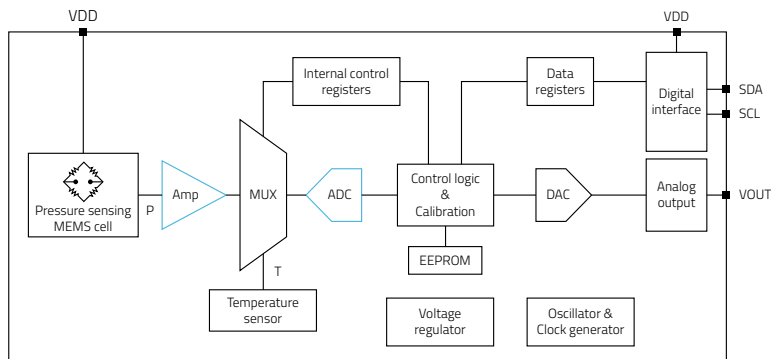 VDD
VDD
Internal control
registers
Data
registers
Digital
interface
SDA
SCL
Pressure sensing
MEMS cell
P
Amp
MUX
ADC
Control logic
&
Calibration
DAC
Analog
output
VOUT
EEPROM
T
Temperature
sensor
Voltage
regulator
Oscillator &
Clock generator